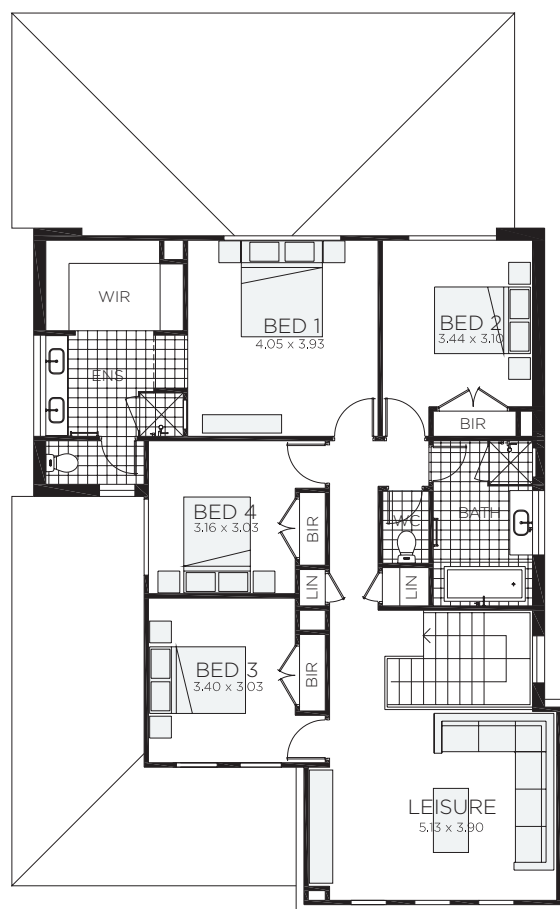 WIR
BED 1
4.05 x 3.93
BED 2
3.44 x 3.10
ENS
BIR
BED 4
3.16 x 3.03
BIR
WC
BATH
LIN
LIN
BED 3
3.40 x 3.03
BIR
LEISURE
5.13 x 3.90